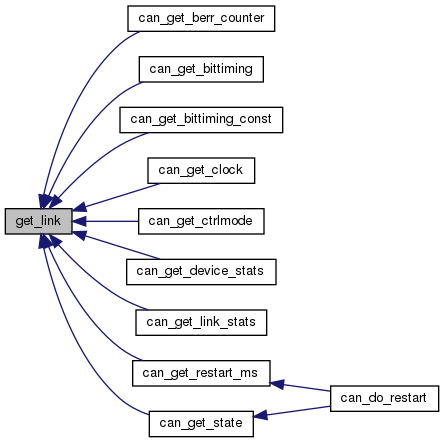 can_get_berr_counter
can_get_bittiming
can_get_bittiming_const
can_get_clock
get_link
can_get_ctrlmode
can_get_device_stats
can_get_link_stats
can_get_restart_ms
can_do_restart
can_get_state